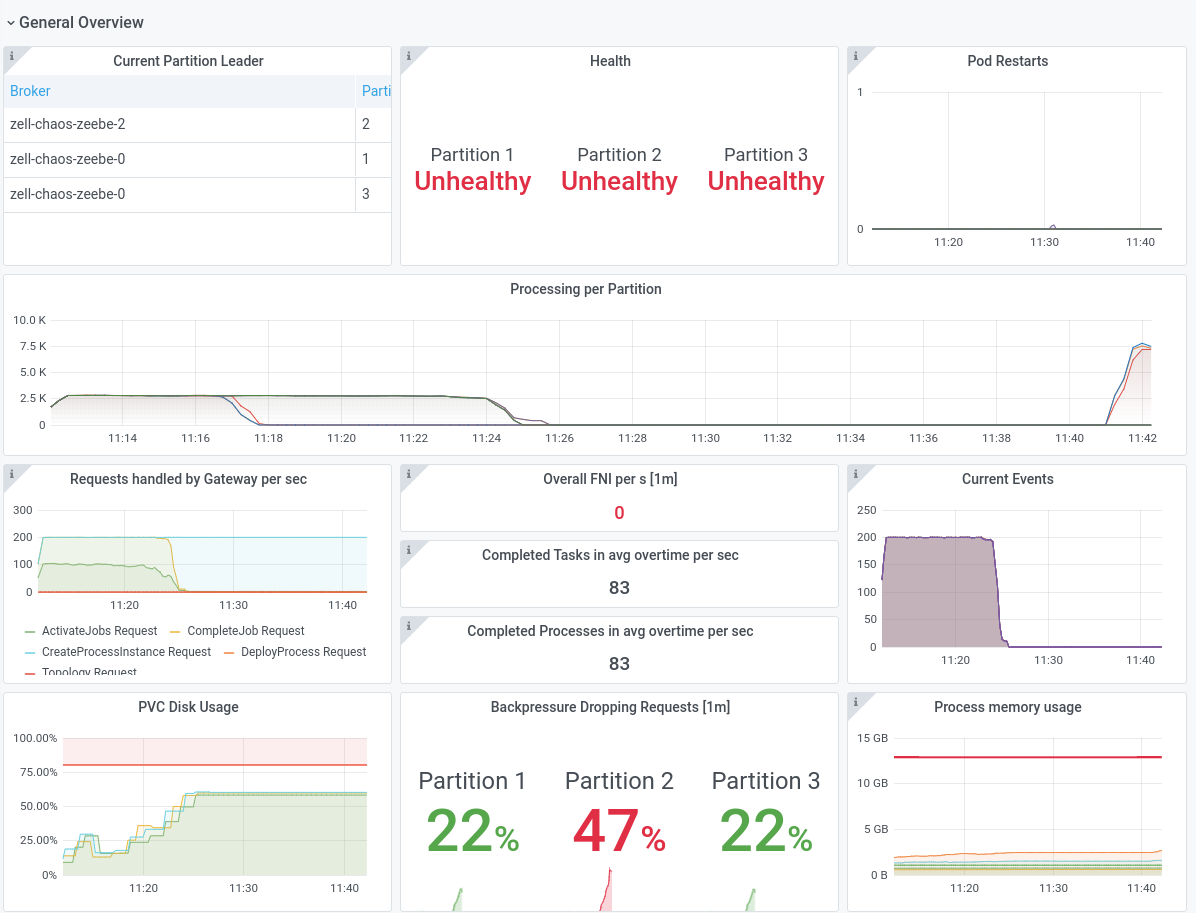 General Overview
Current Partition Leader
Broker Parti
zell-chaos-zeebe-2 2
zell-chaos-zeebe-0 1
zell-chaos-zeebe-0 3
Health
Partition 1 Partition 2 Partition 3
Unhealthy Unhealthy Unhealthy
Pod Restarts
1
0
11:20 11:30 11:40
Processing per Partition
10.0 K
7.5 K
5.0 K
2.5 K
0
11:14 11:16 11:18 11:20 11:22 11:24 11:26 11:28 11:30 11:32 11:34 11:36 11:38 11:40 11:42
Requests handled by Gateway per sec
300
200
100
0
11:20 11:30 11:40
ActivateJobs Request CompleteJob Request
CreateProcessInstance Request DeployProcess Request
Topology Request
Overall FNI per s [1m]
0
Completed Tasks in avg overtime per sec
83
Completed Processes in avg overtime per sec
83
Current Events
250
200
150
100
50
0
11:20 11:30 11:40
PVC Disk Usage
100.00%
75.00%
50.00%
25.00%
0%
11:20 11:30 11:40
Backpressure Dropping Requests [1m]
Partition 1 Partition 2 Partition 3
22% 47% 22%
Process memory usage
15 GB
10 GB
5 GB
0 B
11:20 11:30 11:40